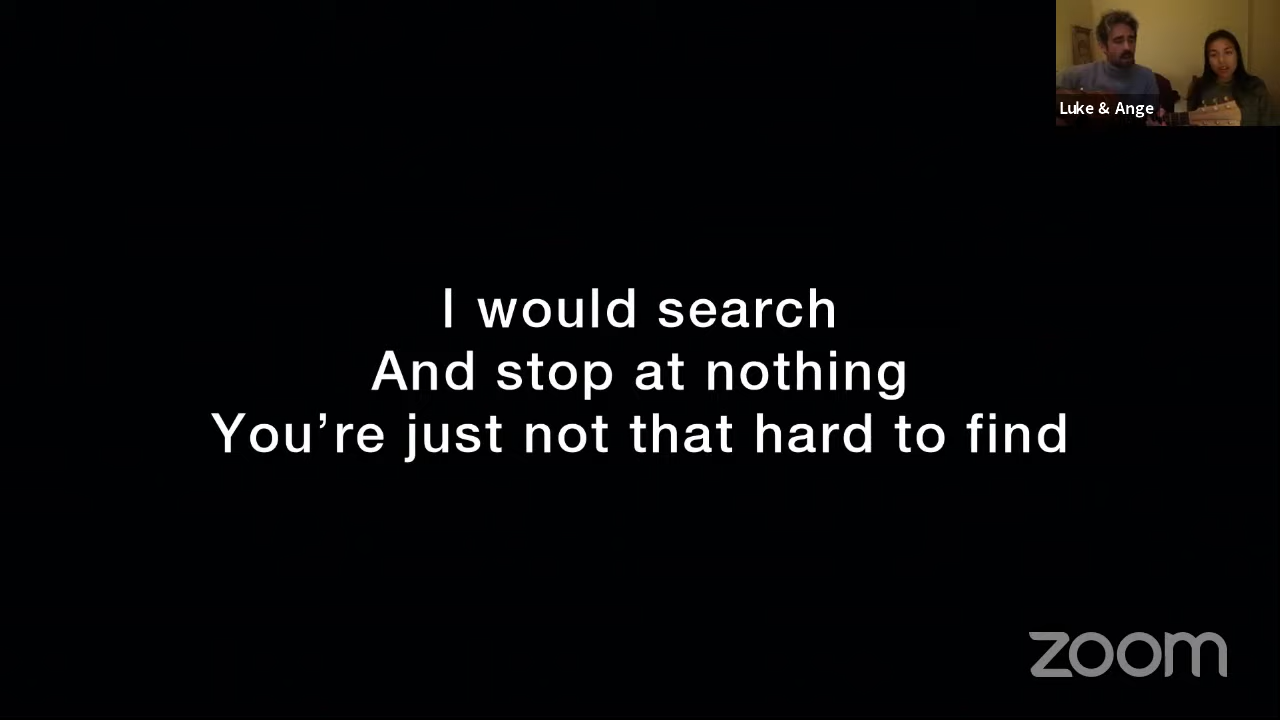 Luke & Ange
I would search
And stop at nothing
You’re just not that hard to find
zoom